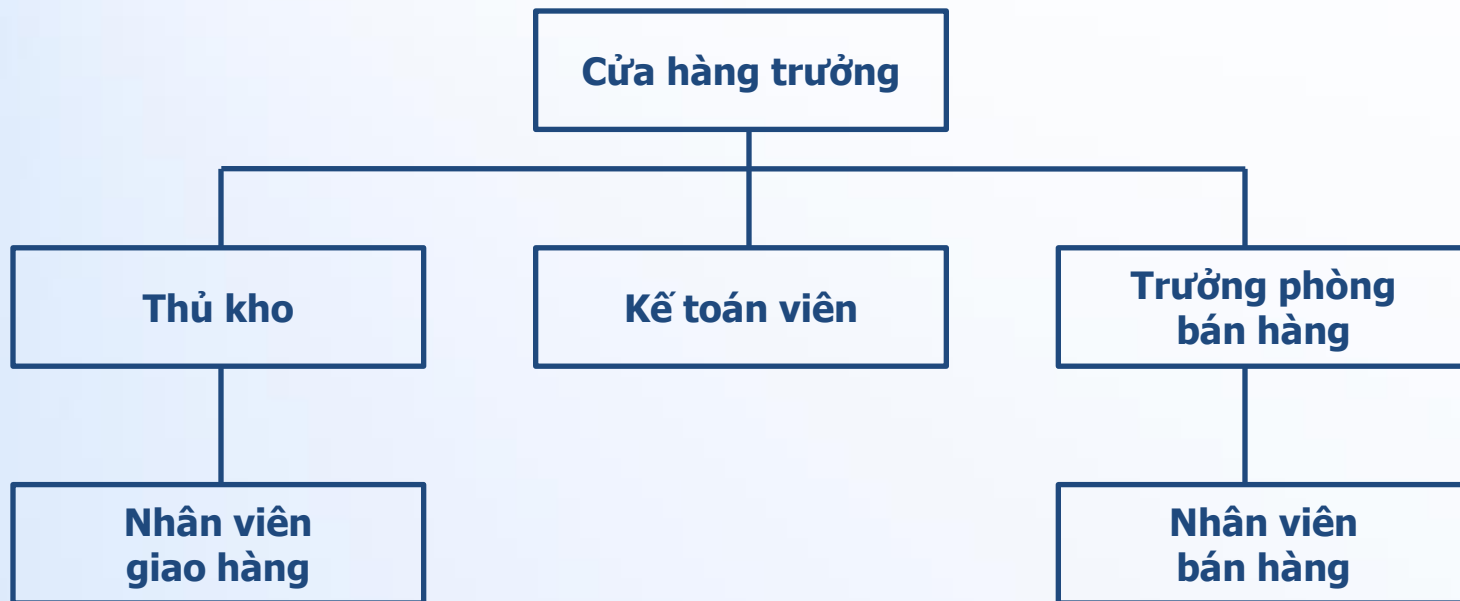 Cửa hàng trưởng
Thủ kho
Kế toán viên
Trưởng phòng
bán hàng
Nhân viên
giao hàng
Nhân viên
bán hàng